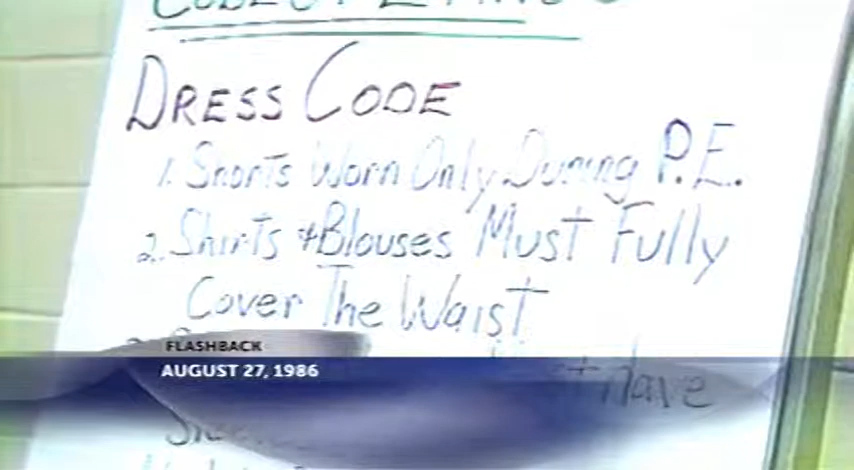 DRESS CODE
1. Shorts Worn Only During P.E.
2. Shirts + Blouses Must Fully
Cover The Waist
FLASHBACK
Have
AUGUST 27, 1986